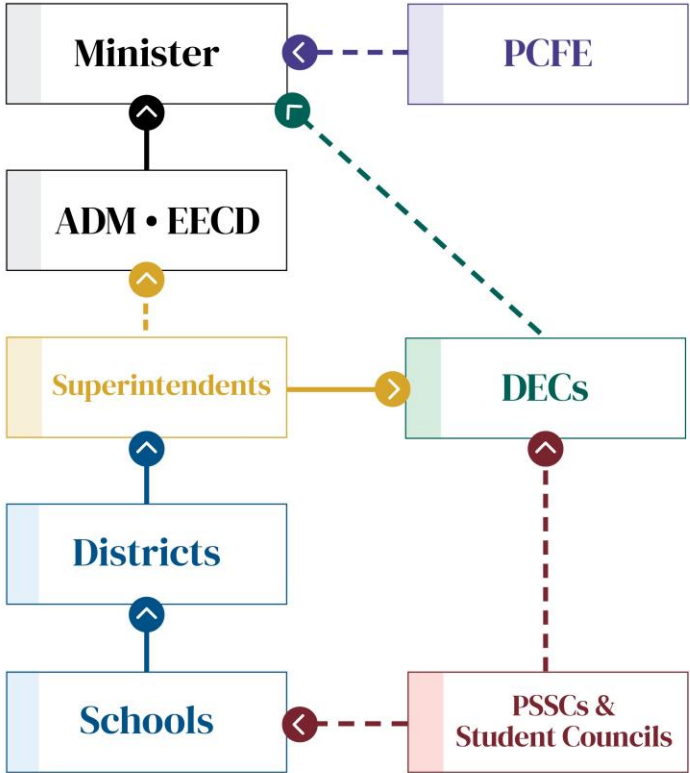 Minister
PCFE
ADM • EECD
Superintendents
DECs
Districts
Schools
PSSCs &
Student Councils